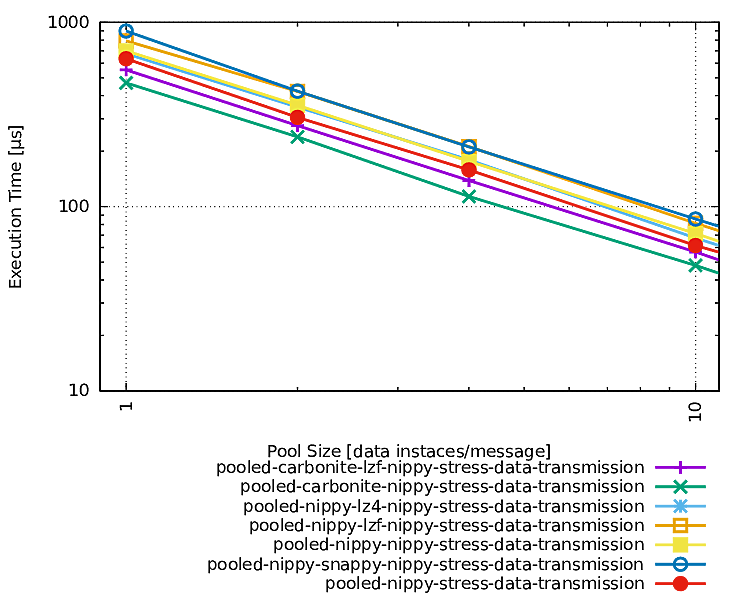 1000
100
10
Execution Time [µs]
1
10
Pool Size [data instaces/message]
pooled-carbonite-lzf-nippy-stress-data-transmission
pooled-carbonite-nippy-stress-data-transmission
pooled-nippy-lz4-nippy-stress-data-transmission
pooled-nippy-lzf-nippy-stress-data-transmission
pooled-nippy-nippy-stress-data-transmission
pooled-nippy-snappy-nippy-stress-data-transmission
pooled-nippy-stress-data-transmission